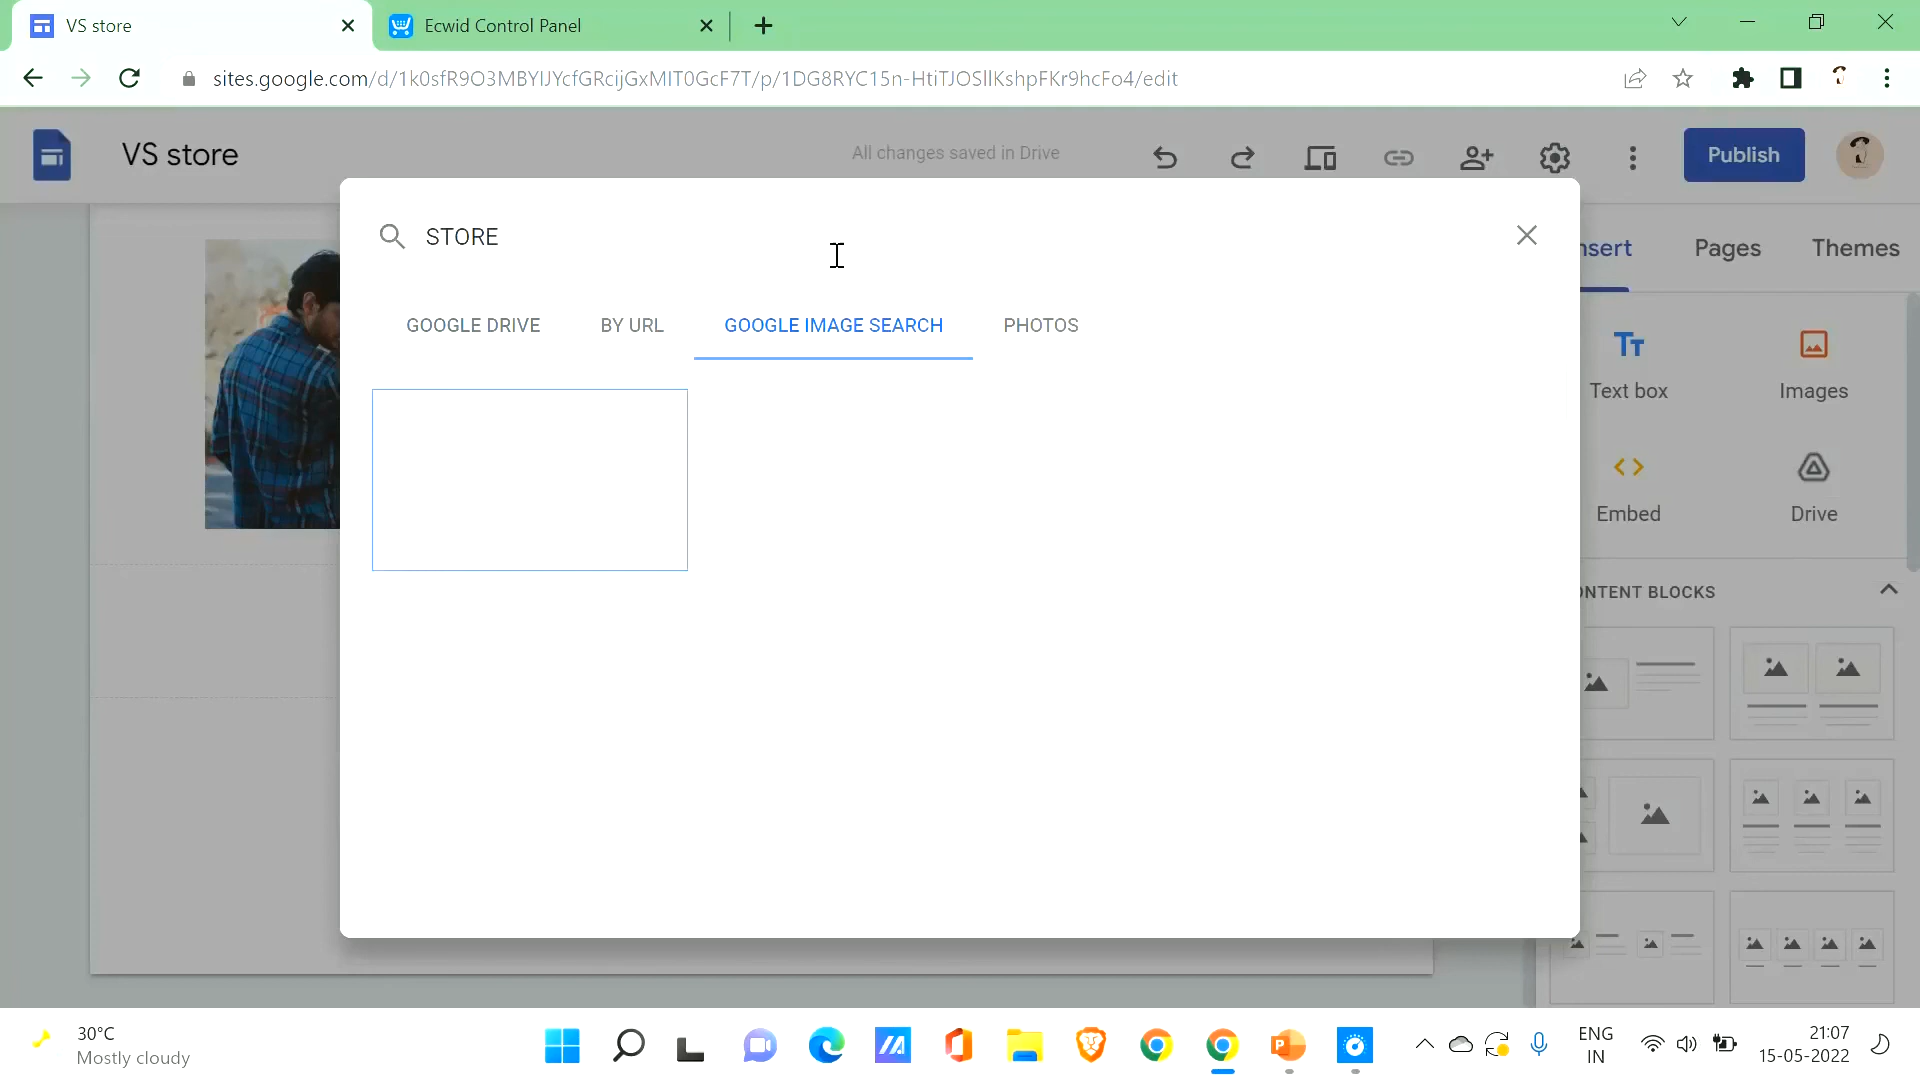 VS store
Ecwid Control Panel
sites.google.com/d/1k0sfR9O3MBYIJYcfGRcijGxMIT0GcF7T/p/1DG8RYC15n-HtiTJOSllKshpFKr9hcFo4/edit
VS store
All changes saved in Drive
Publish
STORE
nsert
Pages
Themes
GOOGLE DRIVE
BY URL
GOOGLE IMAGE SEARCH
PHOTOS
Text box
Images
Embed
Drive
ONTENT BLOCKS
30°C
Mostly cloudy
ENG
IN
21:07
15-05-2022